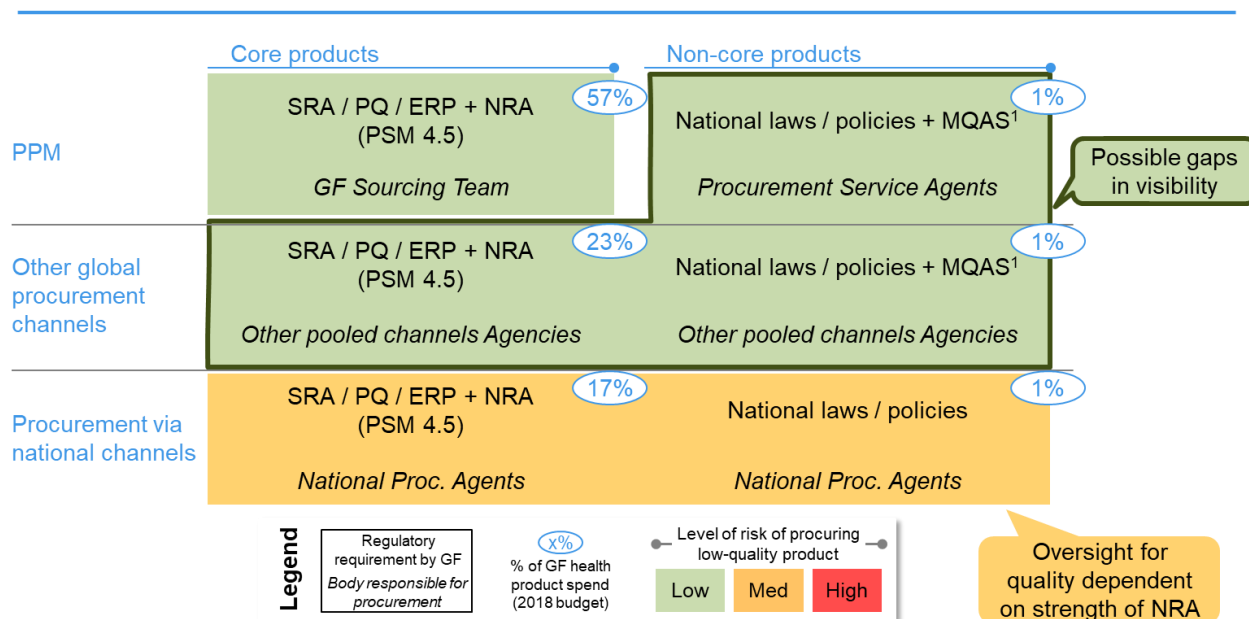 Core products
Non-core products
PPM
SRA / PQ / ERP + NRA
(PSM 4.5)
57%
GF Sourcing Team
National laws / policies + MQAS¹
1%
Procurement Service Agents
Possible gaps
in visibility
Other global
procurement
channels
SRA / PQ / ERP + NRA
(PSM 4.5)
23%
Other pooled channels Agencies
National laws / policies + MQAS¹
1%
Other pooled channels Agencies
Procurement via
national channels
SRA / PQ / ERP + NRA
(PSM 4.5)
17%
National Proc. Agents
National laws / policies
1%
National Proc. Agents
Oversight for
quality dependent
on strength of NRA
Legend
Regulatory
requirement by GF
Body responsible for
procurement
x%
% of GF health
product spend
(2018 budget)
Level of risk of procuring
low-quality product
Low
Med
High